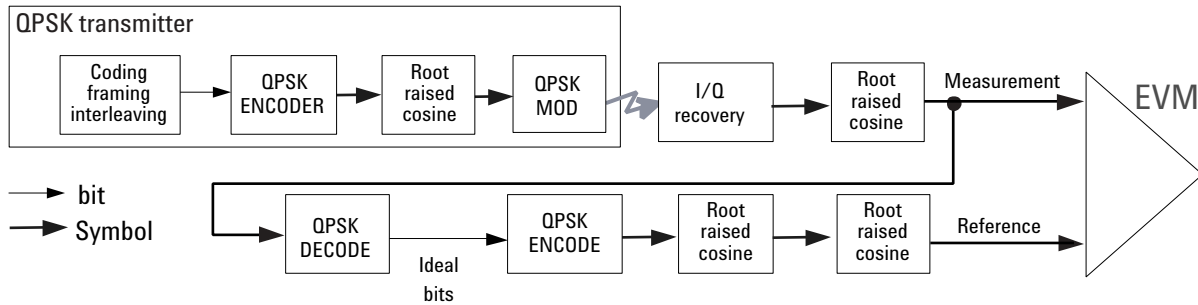 QPSK transmitter
Coding
framing
interleaving
QPSK
ENCODER
Root
raised
cosine
QPSK
MOD
I/Q
recovery
Root
raised
cosine
Measurement
EVM
bit
Symbol
QPSK
DECODE
Ideal
bits
QPSK
ENCODE
Root
raised
cosine
Root
raised
cosine
Reference